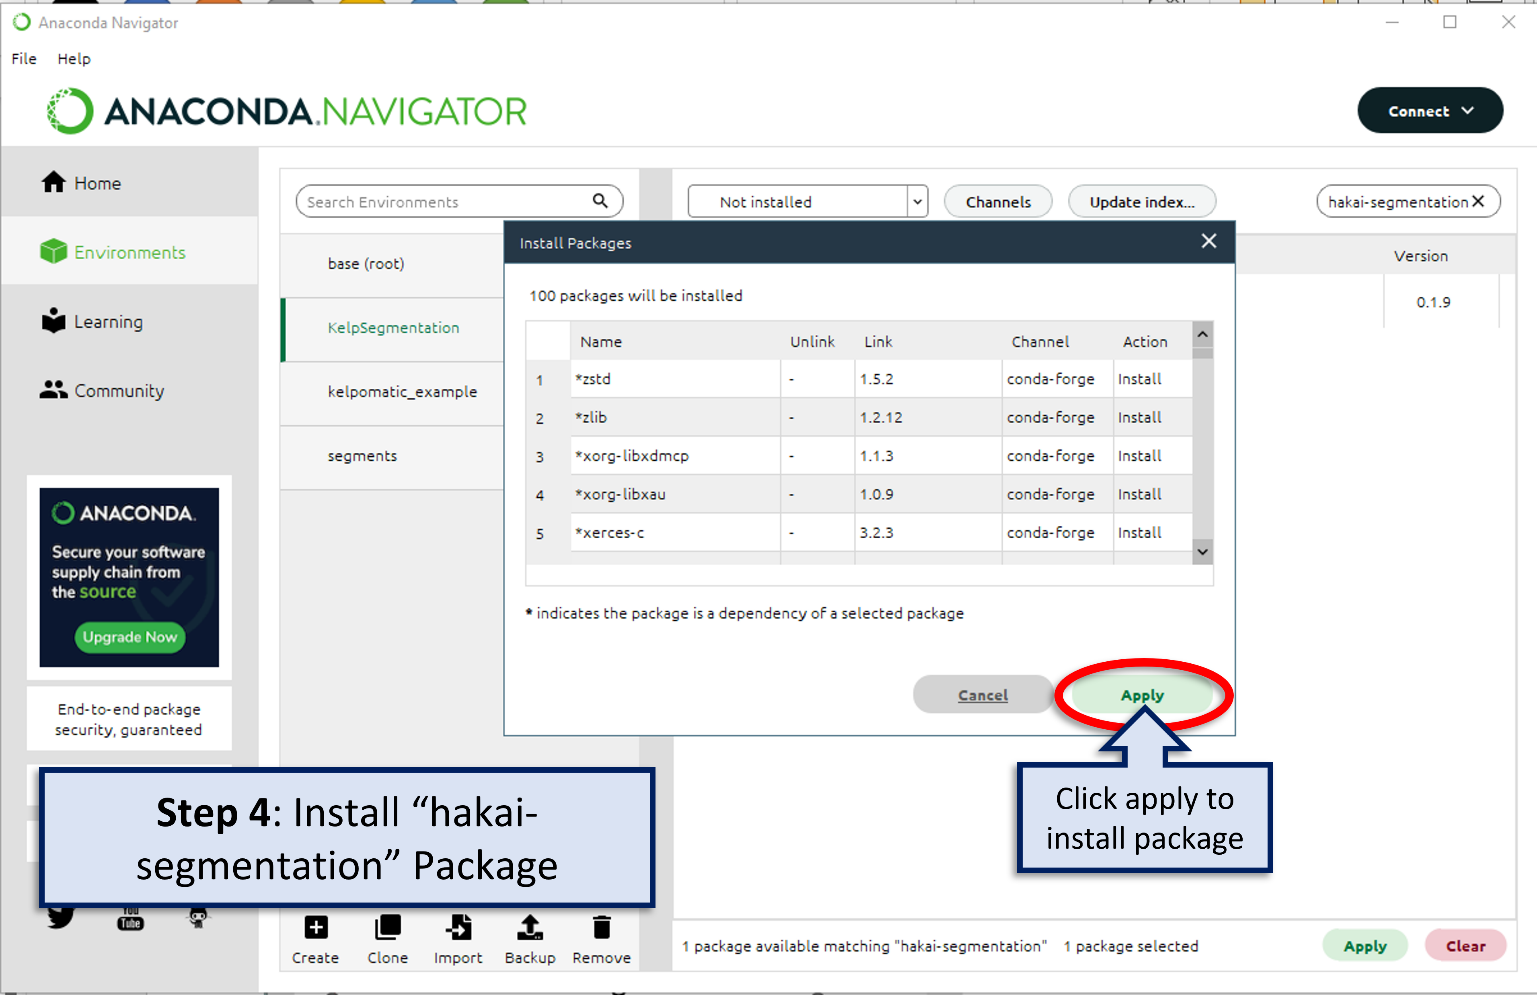 Anaconda Navigator
File Help
ANACONDA.NAVIGATOR
Connect
Home
Environments
Learning
Community
ANACONDA.
Secure your software
supply chain from
the source
Upgrade Now
End-to-end package
security, guaranteed
Search Environments
base (root)
KelpSegmentation
kelpomatic_example
segments
Not installed
Channels
Update index...
hakai-segmentation
Version
0.1.9
Install Packages
100 packages will be installed
Name Unlink Link Channel Action
1 *zstd - 1.5.2 conda-forge Install
2 *zlib - 1.2.12 conda-forge Install
3 *xorg-libxdmcp - 1.1.3 conda-forge Install
4 *xorg-libxau - 1.0.9 conda-forge Install
5 *xerces-c - 3.2.3 conda-forge Install
* indicates the package is a dependency of a selected package
Cancel Apply
Click apply to
install package
Step 4: Install “hakai-
segmentation” Package
You
Tube
Create Clone Import Backup Remove
1 package available matching "hakai-segmentation" 1 package selected
Apply Clear